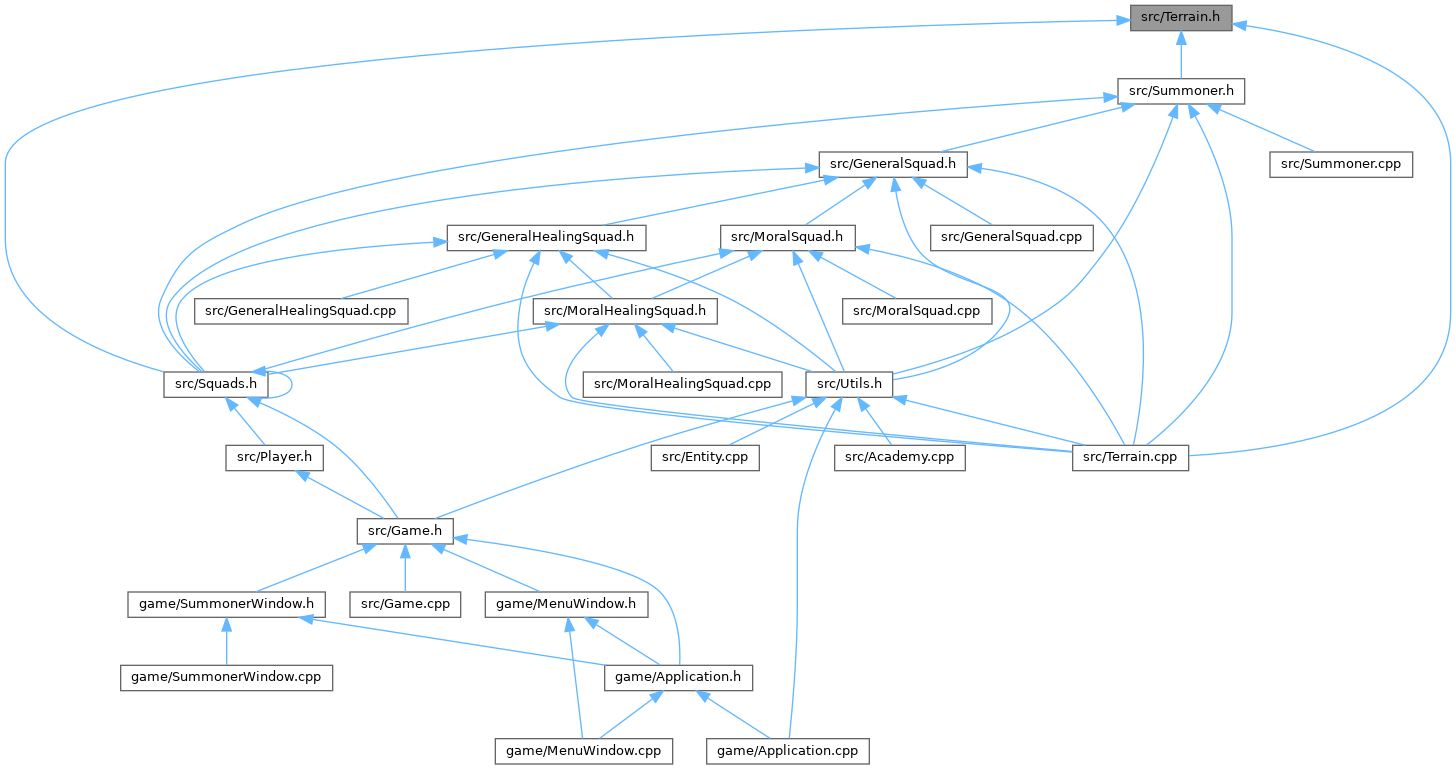 src/Terrain.h
src/Summoner.h
src/GeneralSquad.h
src/Summoner.cpp
src/GeneralHealingSquad.h
src/MoralSquad.h
src/GeneralSquad.cpp
src/GeneralHealingSquad.cpp
src/MoralHealingSquad.h
src/MoralSquad.cpp
src/Squads.h
src/MoralHealingSquad.cpp
src/Utils.h
src/Player.h
src/Entity.cpp
src/Academy.cpp
src/Terrain.cpp
src/Game.h
game/SummonerWindow.h
src/Game.cpp
game/MenuWindow.h
game/SummonerWindow.cpp
game/Application.h
game/MenuWindow.cpp
game/Application.cpp